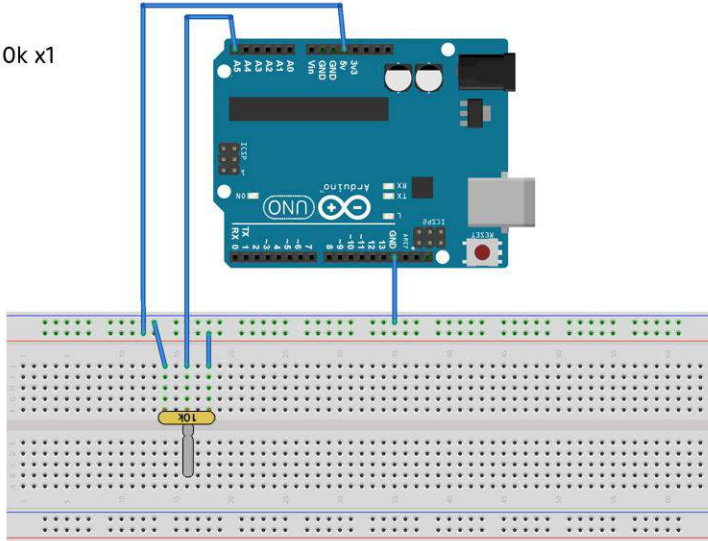 0k x1
A5 A4 A3 A2 A1 A0 Vin GND GND 5v 3v3
ICSP
1
ON
UNO
Arduino
TM
RX
TX
L
ICSP2
RX TX
0 1 2 ~3 4 ~5 ~6 7 8 ~9 ~10 ~11 12 13 GND AREF
RESET
10k